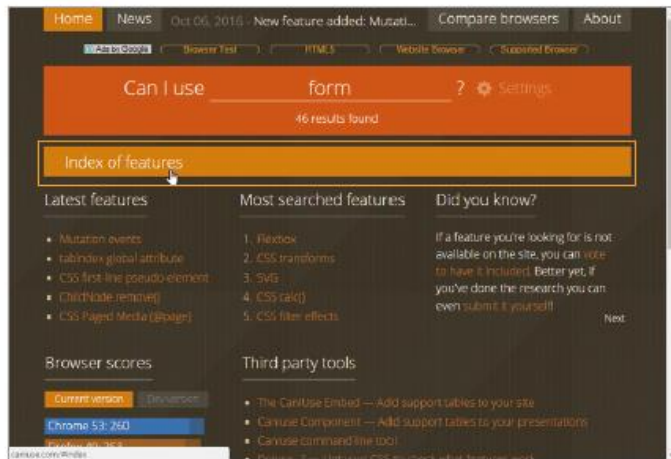 Home News Oct 06, 2016 - New feature added: Mutati... Compare browsers About
Ads by Google Browser Test HTML5 Website Browser Supported Browser
Can I use form ? Settings
46 results found
Index of features
Latest features
Mutation events
tabindex global attribute
CSS first-line pseudo-element
ChildNode.remove()
CSS Paged Media (@page)
Most searched features
1. Flexbox
2. CSS transforms
3. SVG
4. CSS calc()
5. CSS filter effects
Did you know?
If a feature you're looking for is not
available on the site, you can vote
to have it included. Better yet, if
you've done the research you can
even submit it yourself!
Next
Browser scores
Current version Dev version
Chrome 53: 260
Third party tools
The CanIUse Embed — Add support tables to your site
Caniuse Component — Add support tables to your presentations
Caniuse command line tool
caniuse.com/#index